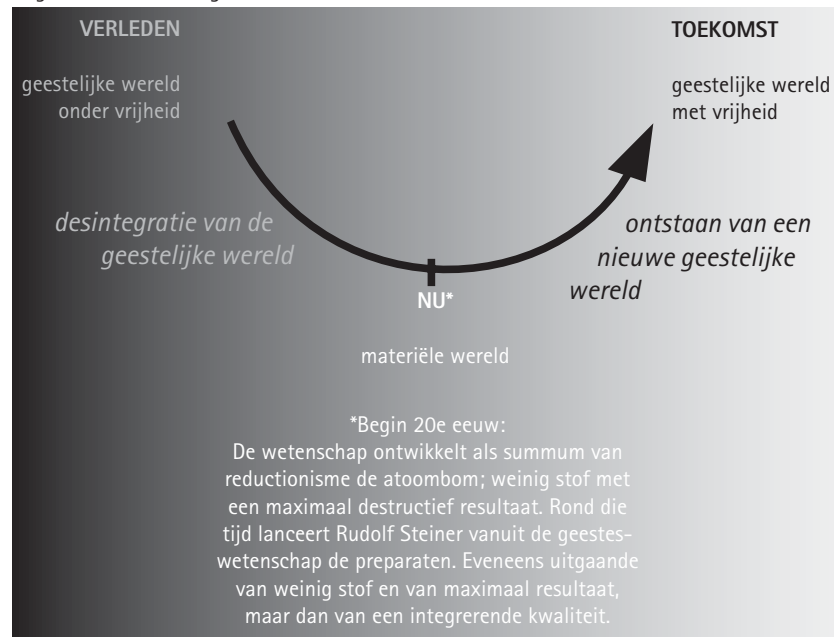 VERLEDEN
TOEKOMST
geestelijke wereld
onder vrijheid
geestelijke wereld
met vrijheid
desintegratie van de
geestelijke wereld
ontstaan van een
nieuwe geestelijke
wereld
NU*
materiële wereld
*Begin 20e eeuw:
De wetenschap ontwikkelt als summum van
reductionisme de atoombom; weinig stof met
een maximaal destructief resultaat. Rond die
tijd lanceert Rudolf Steiner vanuit de geestes-
wetenschap de preparaten. Eveneens uitgaande
van weinig stof en van maximaal resultaat,
maar dan van een integrerende kwaliteit.